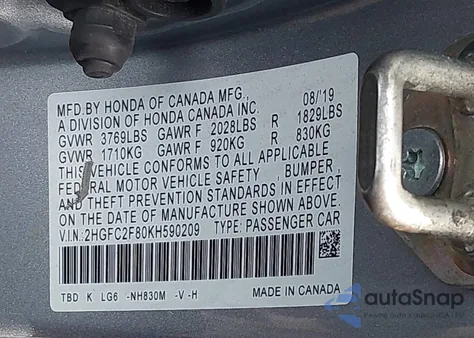 MFD.BY HONDA OF CANADA MFG., 08/'19
A DIVISION OF HONDA CANADA INC.
GVWR 3769LBS GAWR F 2028LBS R 1829LBS
GVWR 1710KG GAWR F 920KG R 830KG
THIS VEHICLE CONFORMS TO ALL APPLICABLE
FEDERAL MOTOR VEHICLE SAFETY , BUMPER ,
AND THEFT PREVENTION STANDARDS IN EFFECT
ON THE DATE OF MANUFACTURE SHOWN ABOVE.
V.I.N: 2HGFC2F80KH590209 TYPE: PASSENGER CAR
TBD K LG6 -NH830M -V -H MADE IN CANADA
autoSnap